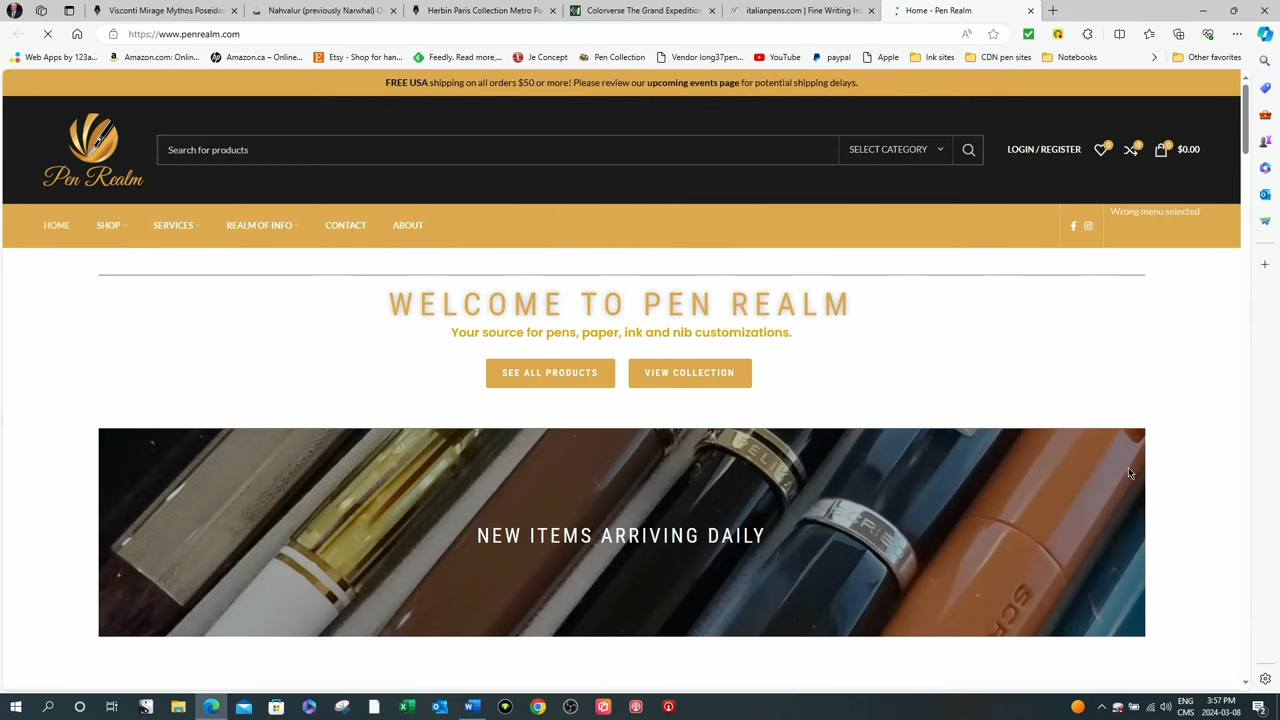 Visconti Mirage Mythos Poseido
Nahvalur (previously Narwhal) O
Herbin Paris Collection Metro Pa
Colorverse The Grand Expedition
italianpens.com | Fine Writing In
Home - Pen Realm
https://www.penrealm.com
Web Apps by 123a...
Amazon.com: Onlin...
Amazon.ca – Online...
Etsy - Shop for han...
Feedly. Read more,...
Je Concept
Pen Collection
Vendor long37pen...
YouTube
paypal
Apple
Ink sites
CDN pen sites
Notebooks
Other favorites
FREE USA shipping on all orders $50 or more! Please review our upcoming events page for potential shipping delays.
Pen Realm
Search for products
SELECT CATEGORY
LOGIN / REGISTER
0
0
0
$0.00
HOME
SHOP
SERVICES
REALM OF INFO
CONTACT
ABOUT
Wrong menu selected
WELCOME TO PEN REALM
Your source for pens, paper, ink and nib customizations.
SEE ALL PRODUCTS
VIEW COLLECTION
NEW ITEMS ARRIVING DAILY
ENG
CMS
3:57 PM
2024-03-08
2